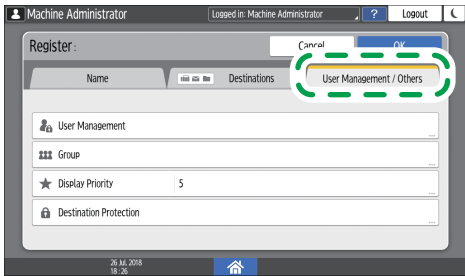 Machine Administrator
Logged in: Machine Administrator
?
Logout
Register:
Cancel
OK
Name
Destinations
User Management / Others
User Management
...
Group
...
Display Priority
5
...
Destination Protection
...
26 Jul. 2018
18:26